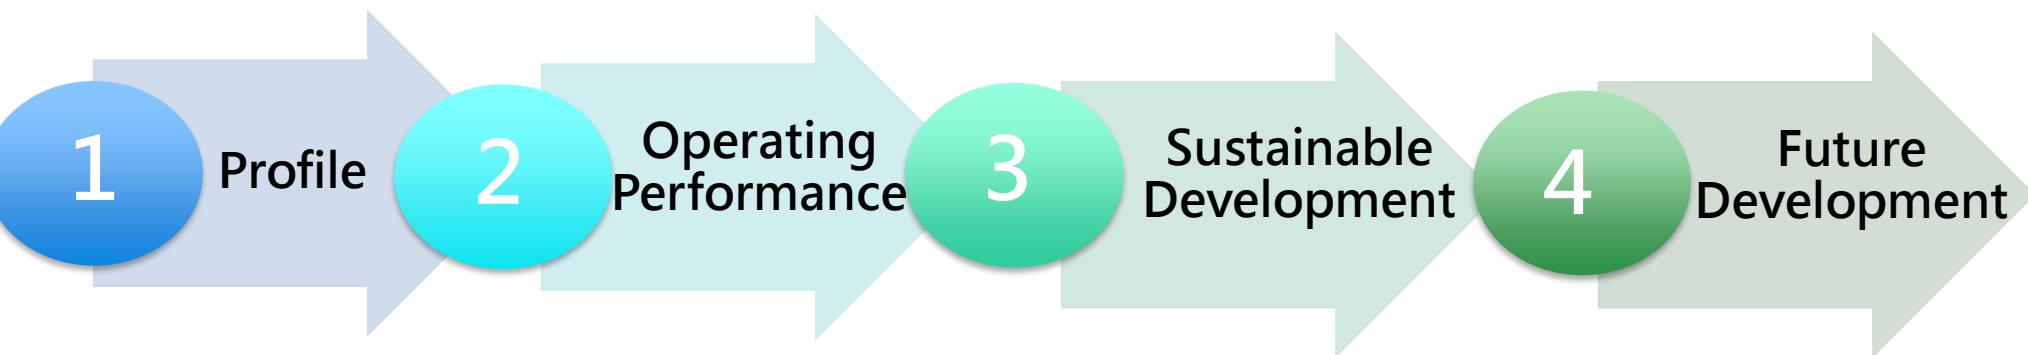 1
Profile
2
Operating
Performance
3
Sustainable
Development
4
Future
Development